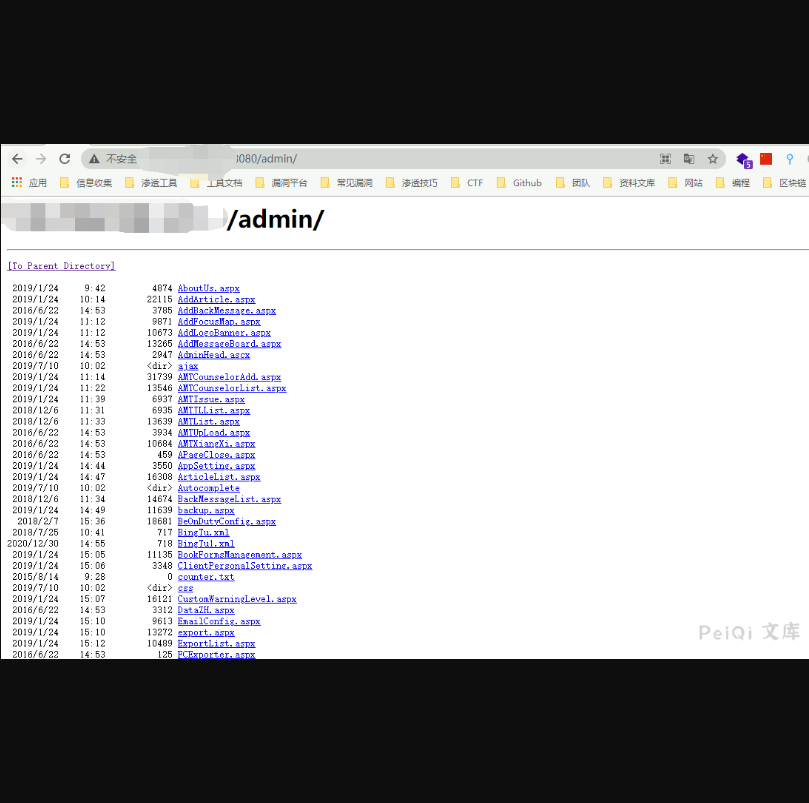 不安全 8080/admin/
应用 信息收集 渗透工具 工具文档 漏洞平台 常见漏洞 渗透技巧 CTF Github 团队 资料文库 网站 编程 区块链
/admin/
[To Parent Directory]
2019/1/24 9:42 4874 AboutUs.aspx
2019/1/24 10:14 22115 AddArticle.aspx
2016/6/22 14:53 3785 AddBackMessage.aspx
2019/1/24 11:12 9871 AddFocusMap.aspx
2019/1/24 11:12 10673 AddLogoBanner.aspx
2016/6/22 14:53 13265 AddMessageBoard.aspx
2016/6/22 14:53 2947 AdminHead.ascx
2019/7/10 10:02 <dir> ajax
2019/1/24 11:14 31739 AMTCounselorAdd.aspx
2019/1/24 11:22 13546 AMTCounselorList.aspx
2019/1/24 11:39 6937 AMTIssue.aspx
2018/12/6 11:31 6935 AMTTLList.aspx
2018/12/6 11:33 13639 AMTList.aspx
2016/6/22 14:53 3934 AMTUpLoad.aspx
2016/6/22 14:53 10684 AMTXiangXi.aspx
2016/6/22 14:53 459 APageClose.aspx
2019/1/24 14:44 3550 AppSetting.aspx
2019/1/24 14:47 16308 ArticleList.aspx
2019/7/10 10:02 <dir> Autocomplete
2018/12/6 11:34 14674 BackMessageList.aspx
2019/1/24 14:49 11639 backup.aspx
2018/2/7 15:36 18681 BeOnDutyConfig.aspx
2018/7/25 10:41 717 BingTu.xml
2020/12/30 14:55 718 BingTu1.xml
2019/1/24 15:05 11135 BookFormsManagement.aspx
2019/1/24 15:06 3348 ClientPersonalSetting.aspx
2015/8/14 9:28 0 counter.txt
2019/7/10 10:02 <dir> css
2019/1/24 15:07 16121 CustomWarningLevel.aspx
2016/6/22 14:53 3312 DataZH.aspx
2019/1/24 15:10 9613 EmailConfig.aspx
2019/1/24 15:10 13272 export.aspx
2019/1/24 15:12 10489 ExportList.aspx
2016/6/22 14:53 125 FCExporter.aspx
PeiQi 文库